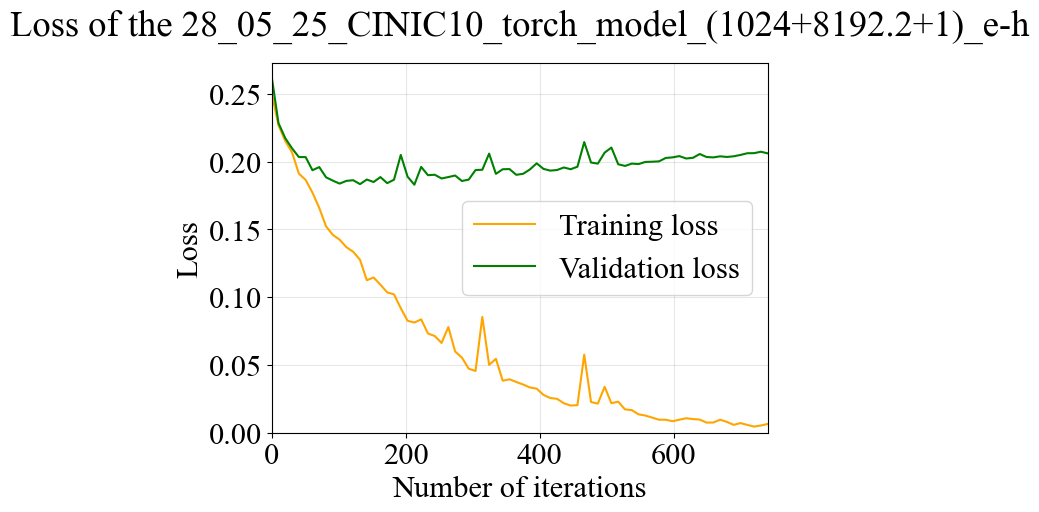 Loss of the 28_05_25_CINIC10_torch_model_(1024+8192.2+1)_e-h
0.25
0.20
0.15
0.10
0.05
0.00
Loss
Training loss
Validation loss
0 200 400 600
Number of iterations